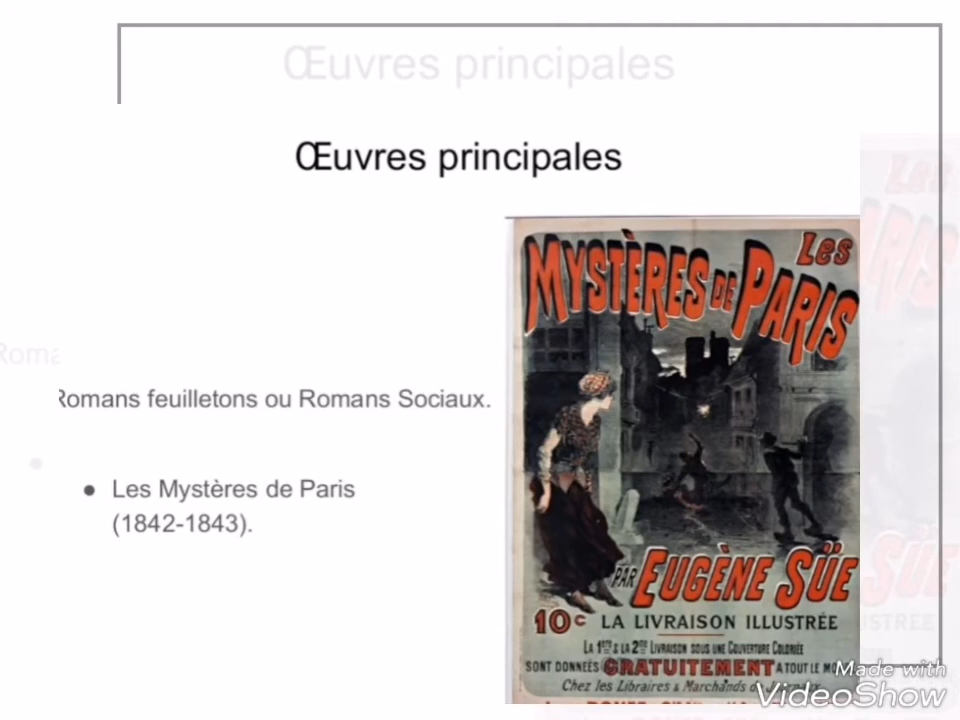 Œuvres principales
Œuvres principales
Romans feuilletons ou Romans Sociaux.
● Les Mystères de Paris
(1842-1843).
Les
MYSTÈRES DE PARIS
PAR EUGÈNE SÜE
10c LA LIVRAISON ILLUSTRÉE
LA 1ère & LA 2me LIVRAISON SOUS UNE COUVERTURE COLORIÉE
SONT DONNÉES GRATUITEMENT A TOUT LE
Chez les Libraires & Marchands
Made with
VideoShow